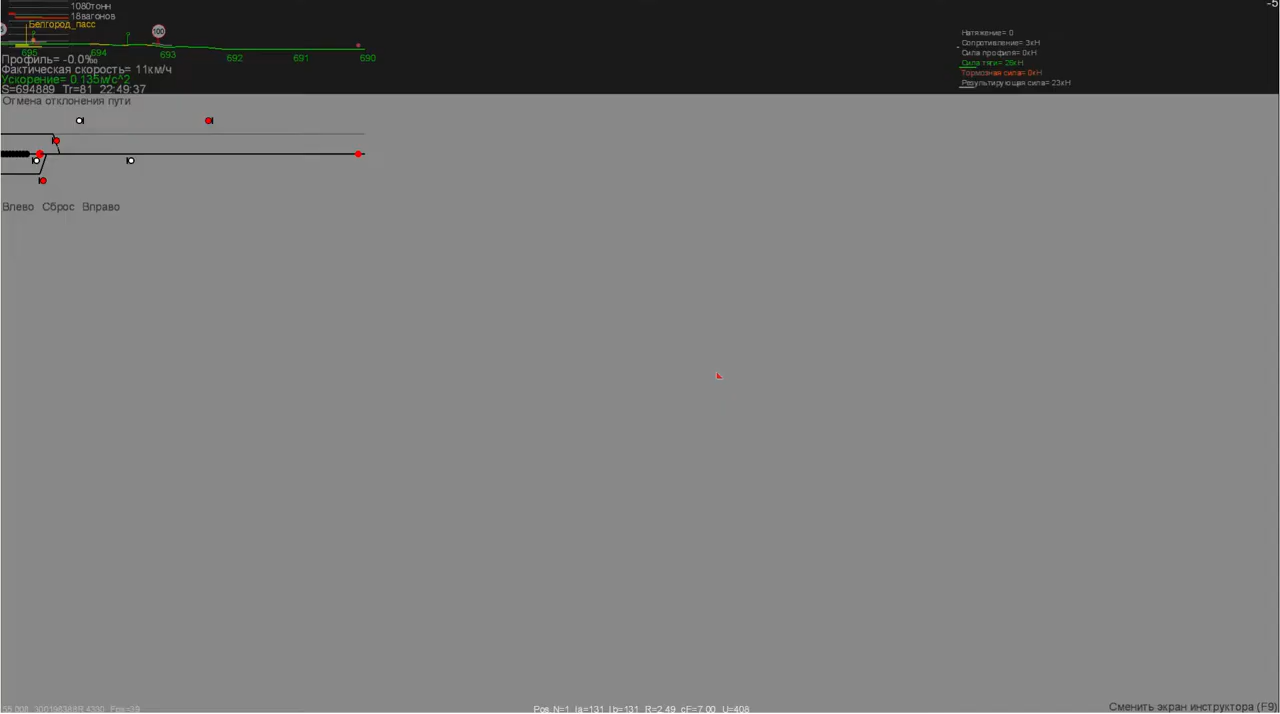 -5
1080тонн
18вагонов
Белгород_пасс
100
695 694 693 692 691 690
Профиль= -0.0‰
Фактическая скорость= 11км/ч
Ускорение= 0.135м/с^2
S=694889 Tr=81 22:49:37
Натяжение= 0
Сопротивление= 3кН
Сила профиля= 0кН
Сила тяги= 26кН
Тормозная сила= 0кН
Результирующая сила= 23кН
Отмена отклонения пути
Влево Сброс Вправо
Pos N=1 Ia=131 Ib=131 R=2.49 cF=7.00 U=408
Сменить экран инструктора (F9)